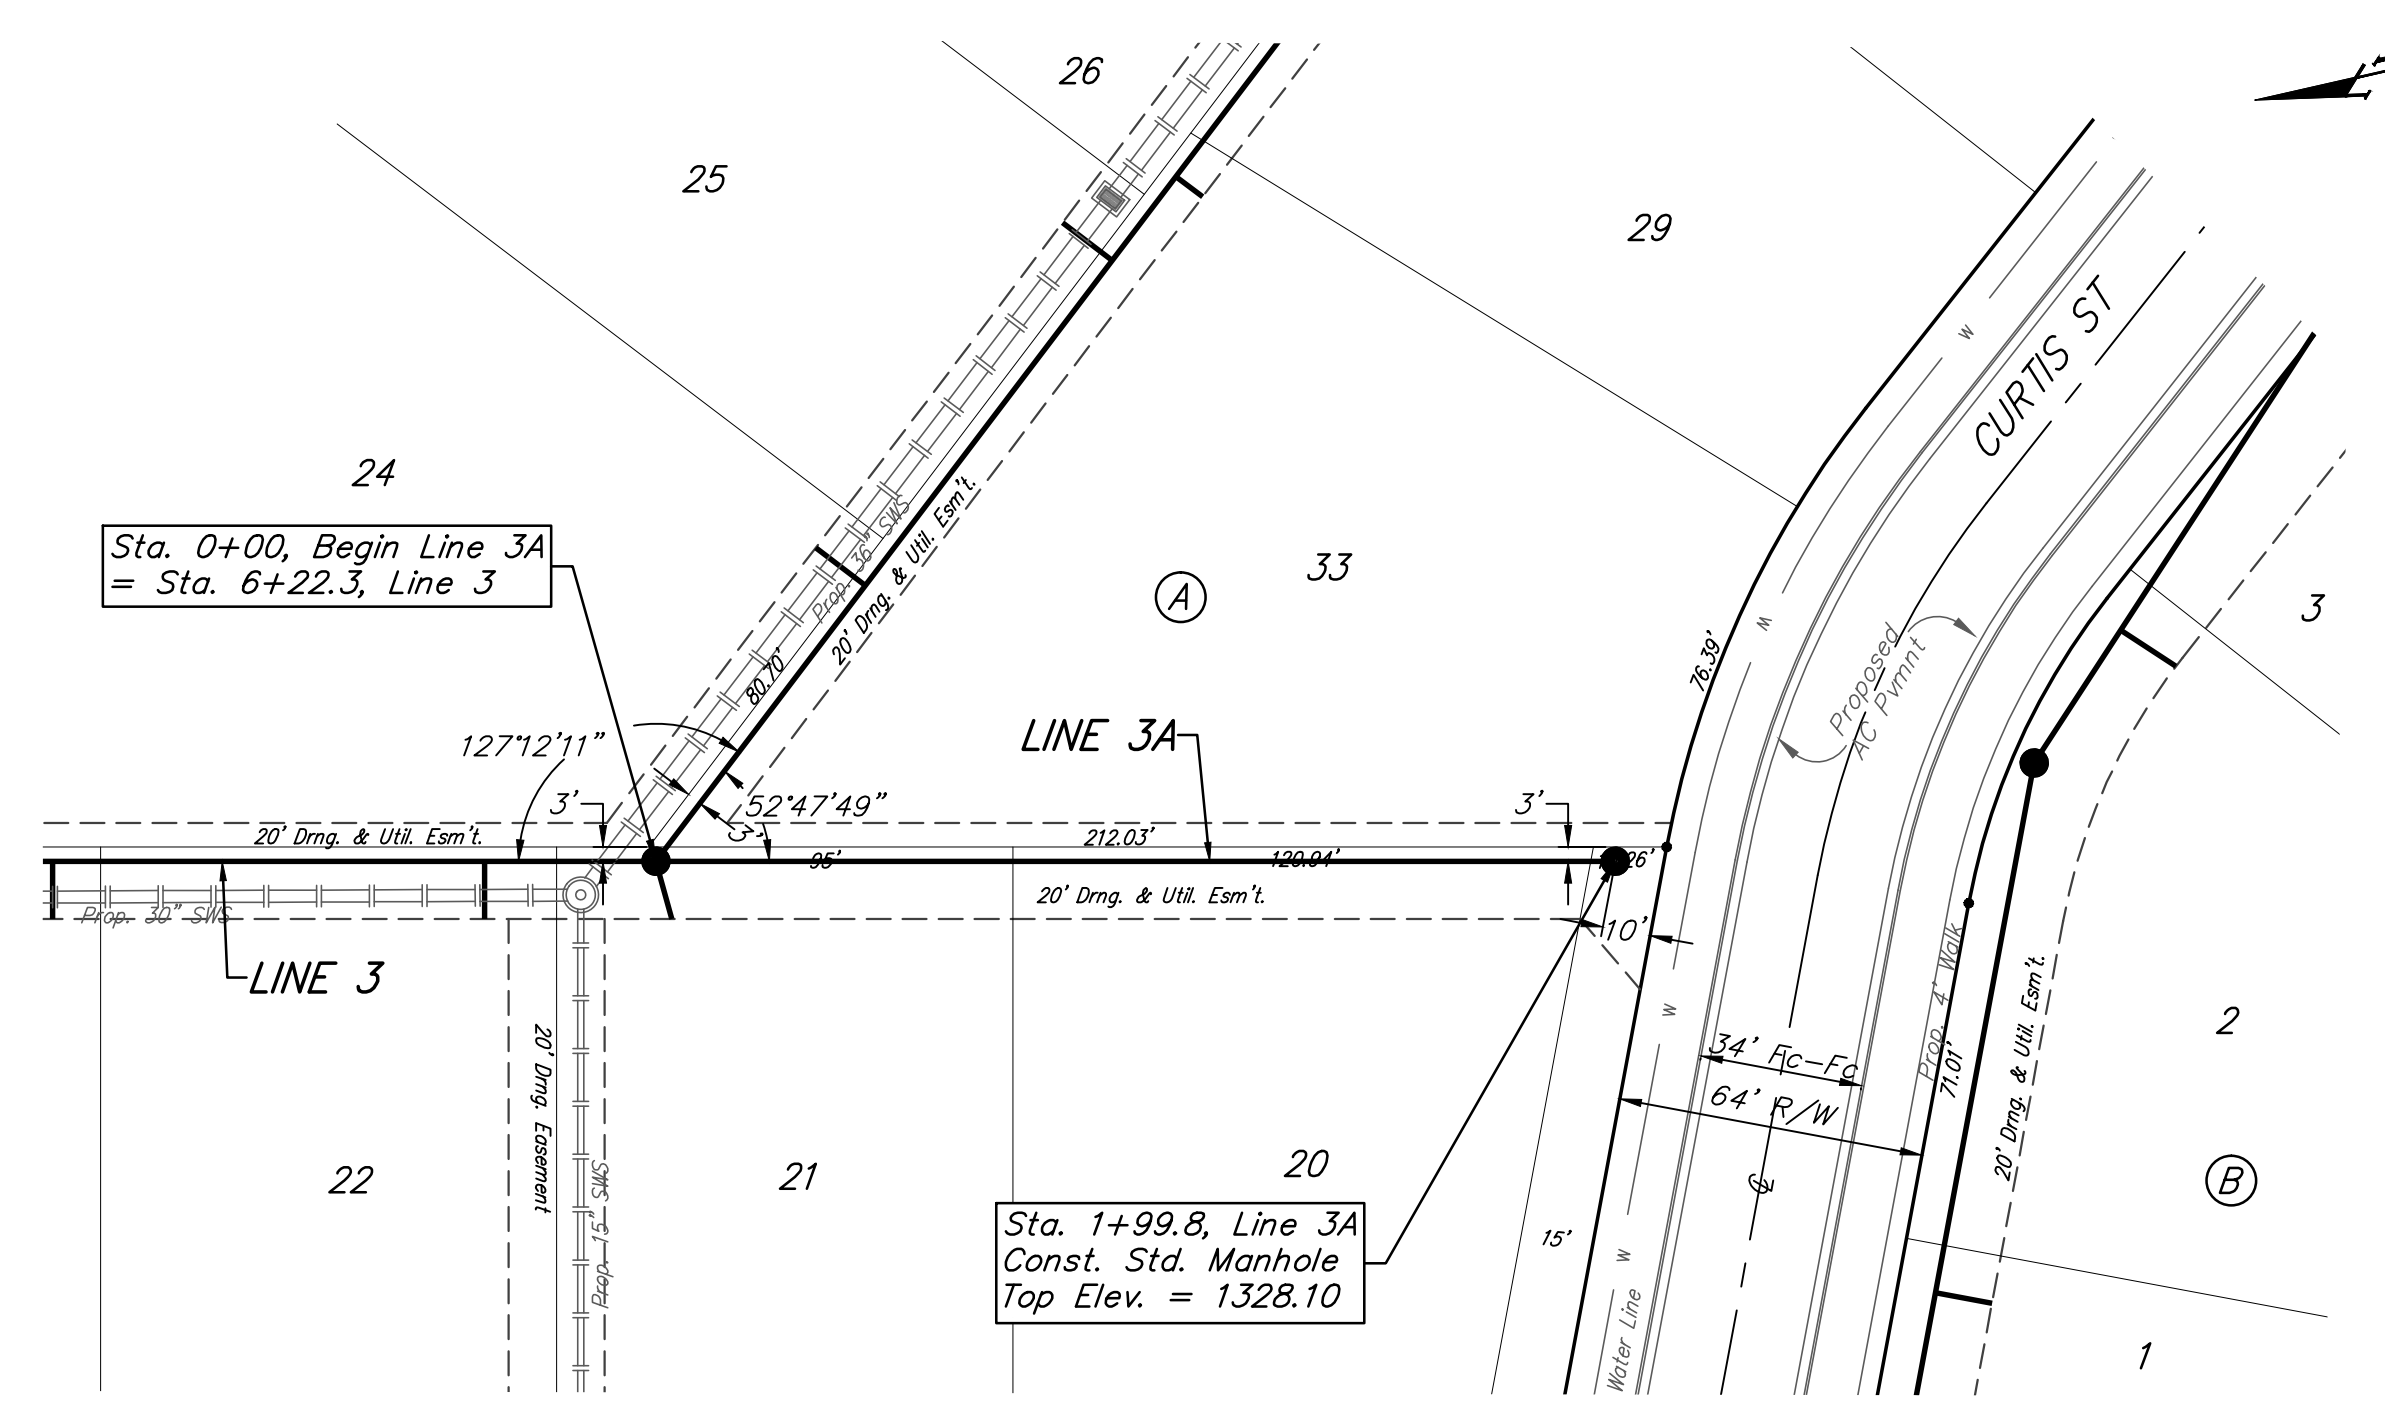 26
25
29
24
Sta. 0+00, Begin Line 3A
= Sta. 6+22.3, Line 3
Prop. 36" SWS
20' Drng. & Util. Esm't.
80.70'
33
A
CURTIS ST
W
W
76.39'
Proposed
AC Pvmnt
3
127°12'11"
LINE 3A
3'
52°47'49"
3'
3'
20' Drng. & Util. Esm't.
212.03'
95'
120.94'
20' Drng. & Util. Esm't.
Prop. 30" SWS
10'
LINE 3
20' Drng. Easement
Prop. 15" SWS
W
34' Fc-Fc
64' R/W
Prop. 4' Walk
71.01'
20' Drng. & Util. Esm't.
2
22
21
20
B
Sta. 1+99.8, Line 3A
Const. Std. Manhole
Top Elev. = 1328.10
15'
W
Water Line
1